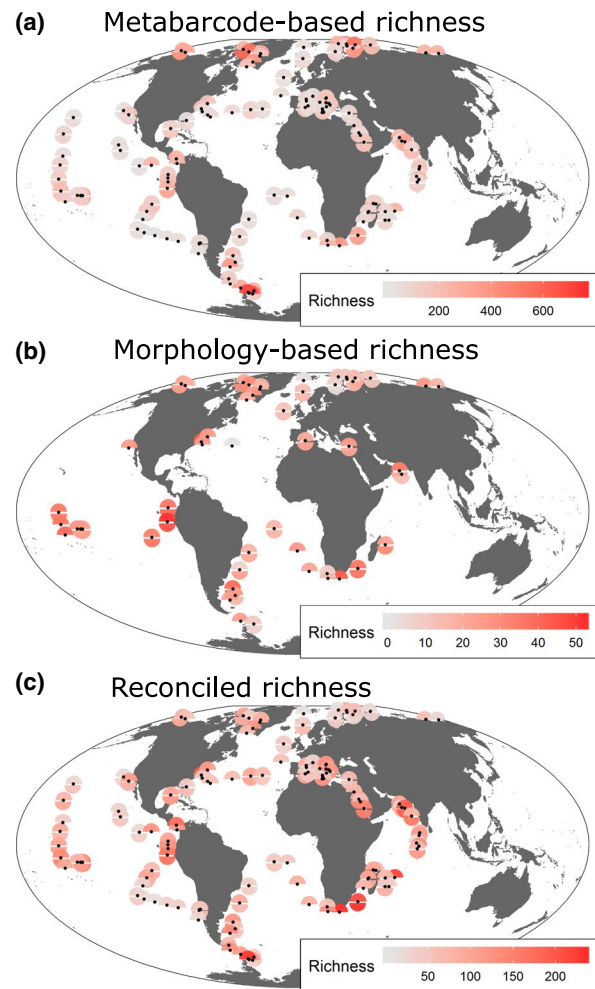 (a) Metabarcode-based richness
Richness
200 400 600
(b) Morphology-based richness
Richness
0 10 20 30 40 50
(c) Reconciled richness
Richness
50 100 150 200